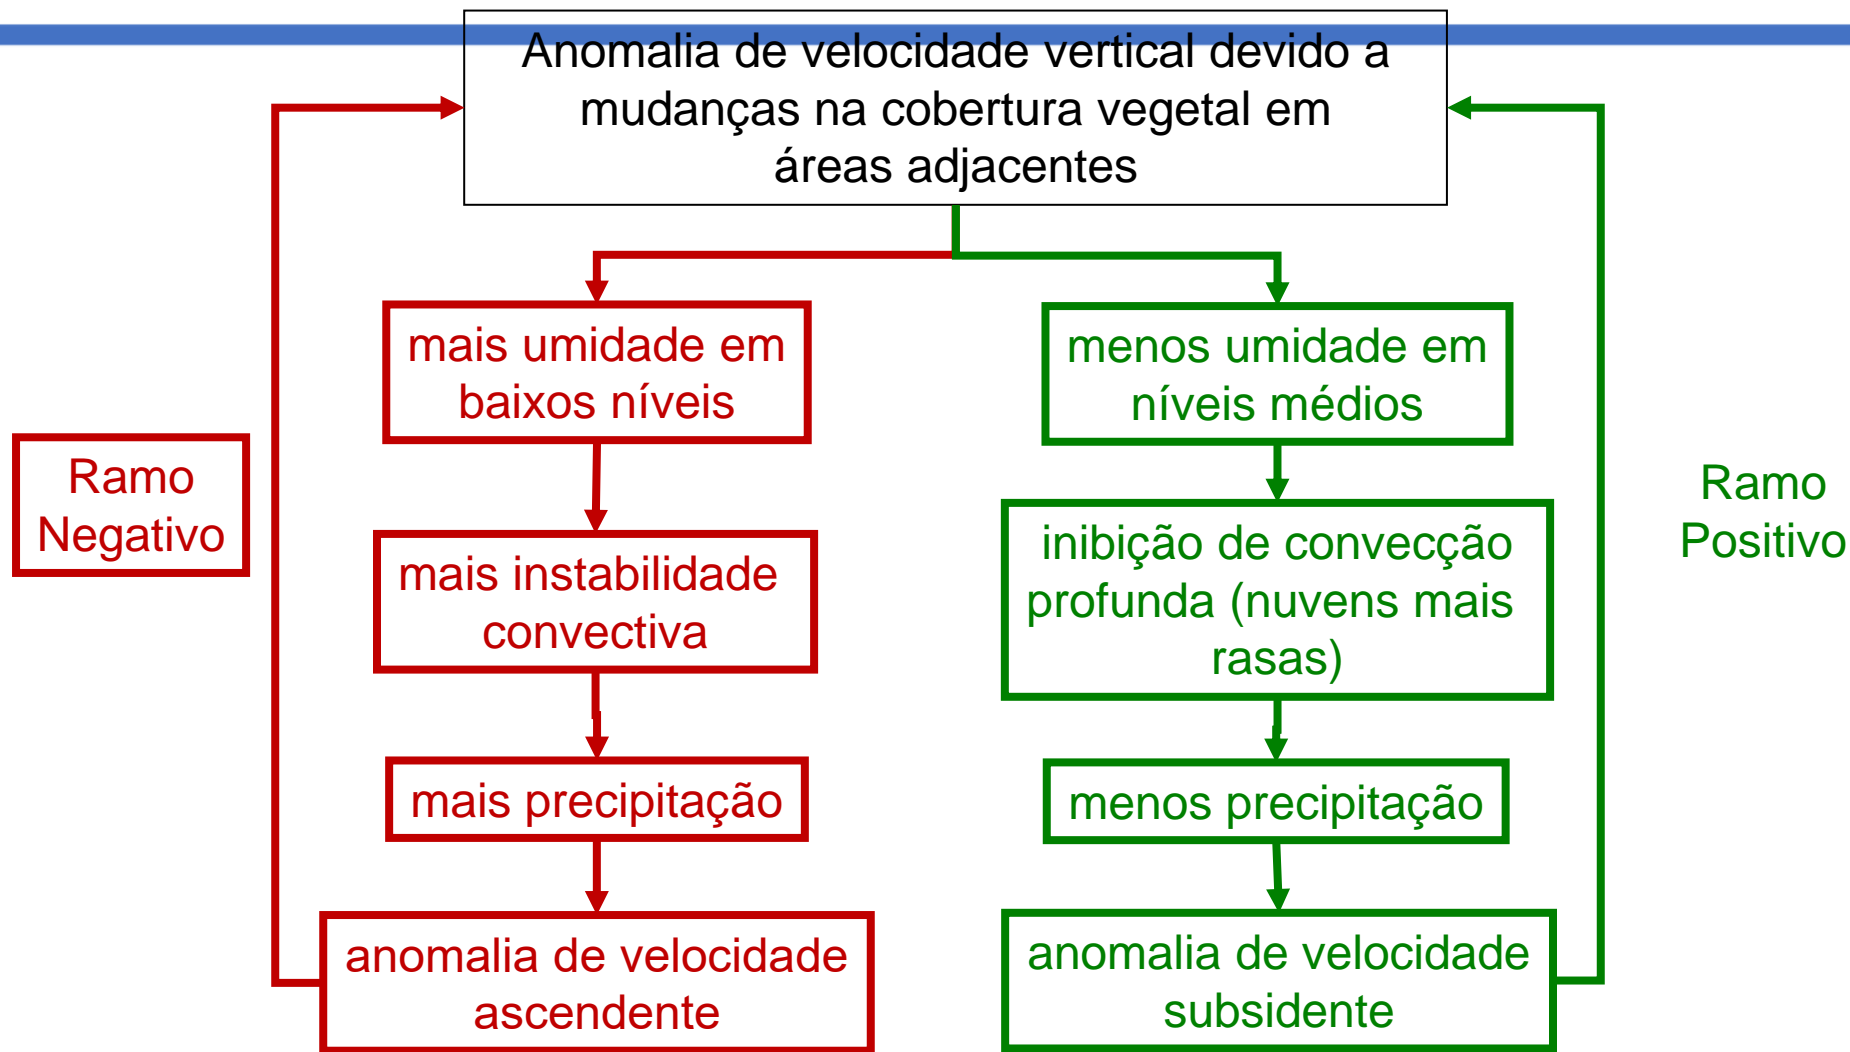 Anomalia de velocidade vertical devido a
mudanças na cobertura vegetal em
áreas adjacentes
mais umidade em
baixos níveis
menos umidade em
níveis médios
Ramo
Negativo
Ramo
Positivo
mais instabilidade
convectiva
inibição de convecção
profunda (nuvens mais
rasas)
mais precipitação
menos precipitação
anomalia de velocidade
ascendente
anomalia de velocidade
subsidente